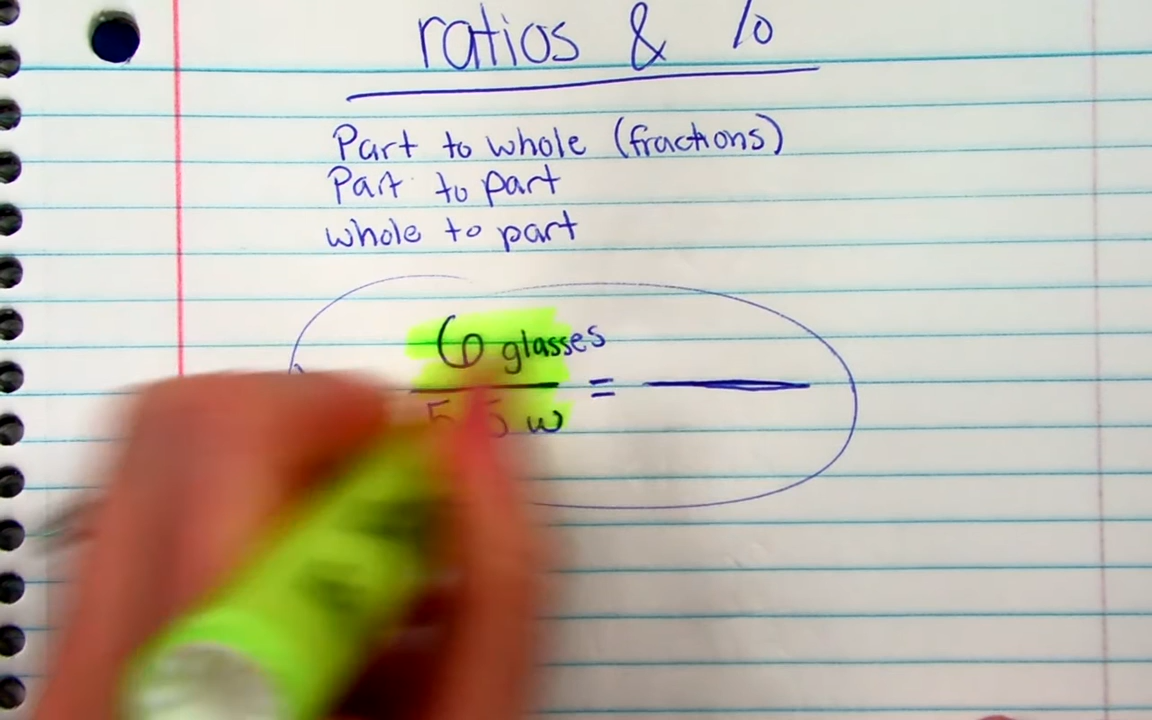 ratios & %
Part to whole (fractions)
Part to part
whole to part
6 glasses
=
w